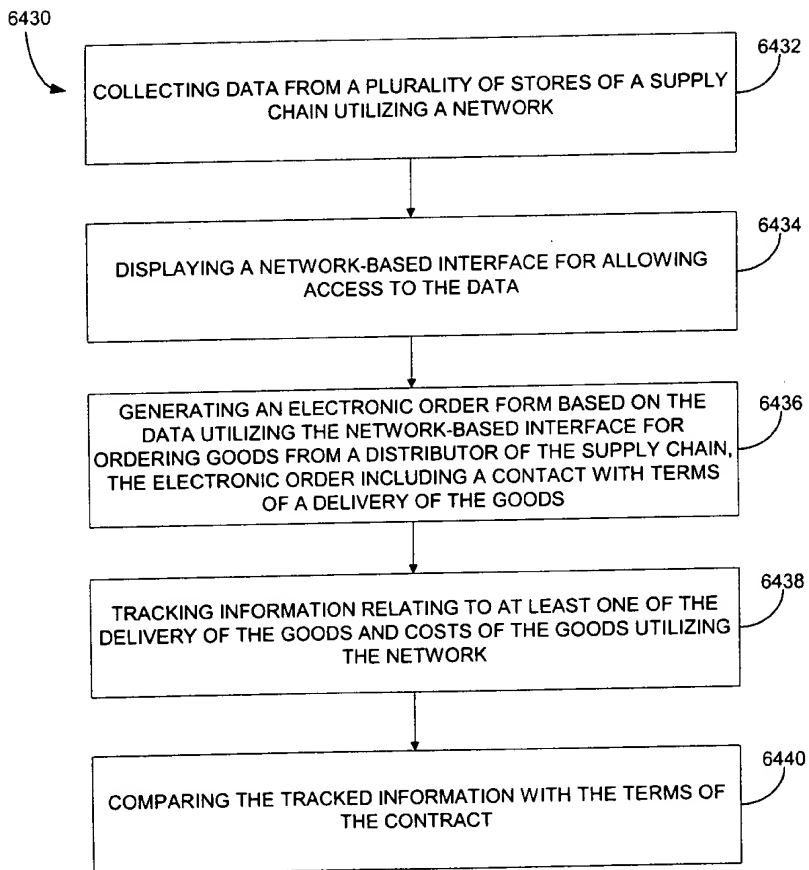 6430
6432
COLLECTING DATA FROM A PLURALITY OF STORES OF A SUPPLY
CHAIN UTILIZING A NETWORK
6434
DISPLAYING A NETWORK-BASED INTERFACE FOR ALLOWING
ACCESS TO THE DATA
6436
GENERATING AN ELECTRONIC ORDER FORM BASED ON THE
DATA UTILIZING THE NETWORK-BASED INTERFACE FOR
ORDERING GOODS FROM A DISTRIBUTOR OF THE SUPPLY CHAIN,
THE ELECTRONIC ORDER INCLUDING A CONTACT WITH TERMS
OF A DELIVERY OF THE GOODS
6438
TRACKING INFORMATION RELATING TO AT LEAST ONE OF THE
DELIVERY OF THE GOODS AND COSTS OF THE GOODS UTILIZING
THE NETWORK
6440
COMPARING THE TRACKED INFORMATION WITH THE TERMS OF
THE CONTRACT